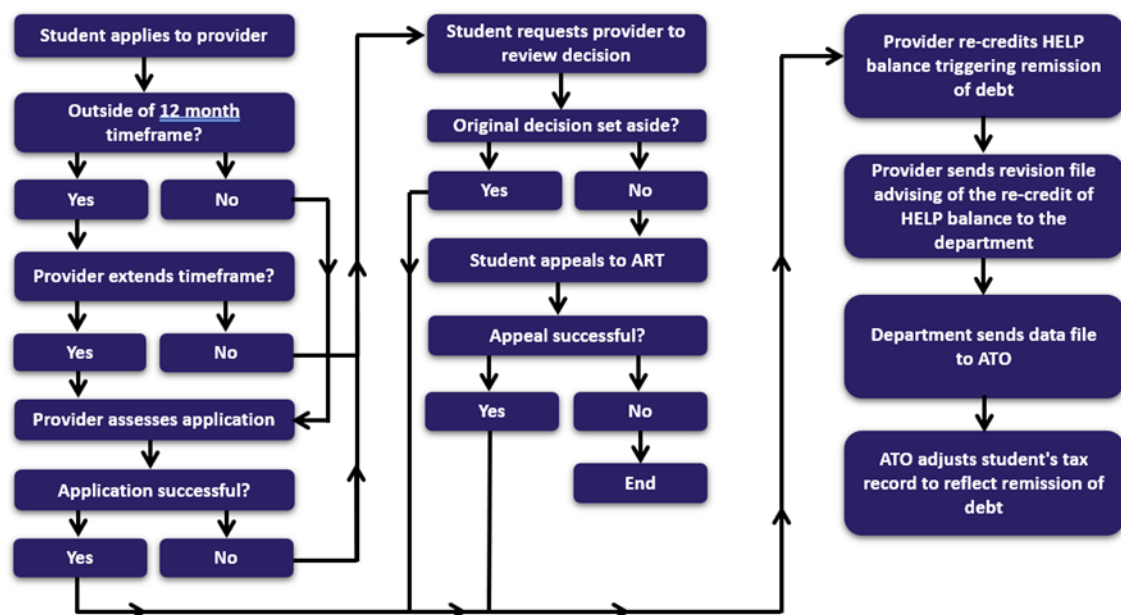 Student applies to provider
Outside of 12 month
timeframe?
Yes
No
Provider extends timeframe?
Yes
No
Provider assesses application
Application successful?
Yes
No
Student requests provider to
review decision
Original decision set aside?
Yes
No
Student appeals to ART
Appeal successful?
Yes
No
End
Provider re-credits HELP
balance triggering remission
of debt
Provider sends revision file
advising of the re-credit of
HELP balance to the
department
Department sends data file
to ATO
ATO adjusts student's tax
record to reflect remission of
debt